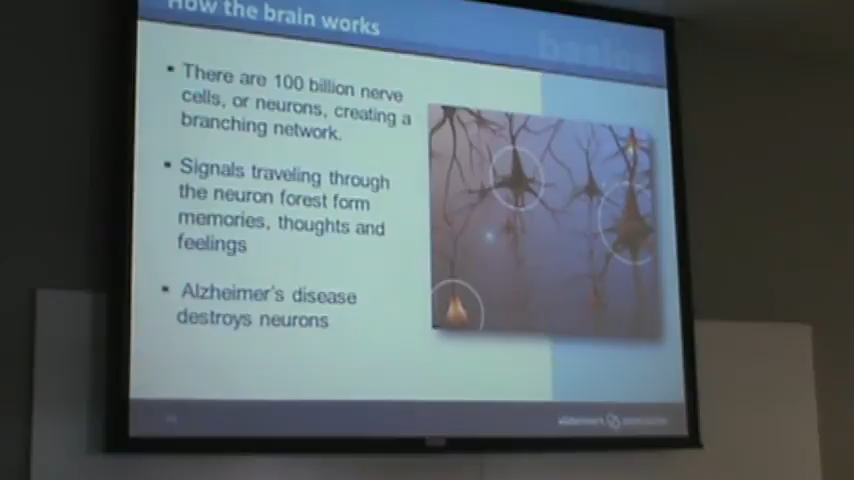 How the brain works
basics
▪ There are 100 billion nerve
cells, or neurons, creating a
branching network.
▪ Signals traveling through
the neuron forest form
memories, thoughts and
feelings
▪ Alzheimer's disease
destroys neurons